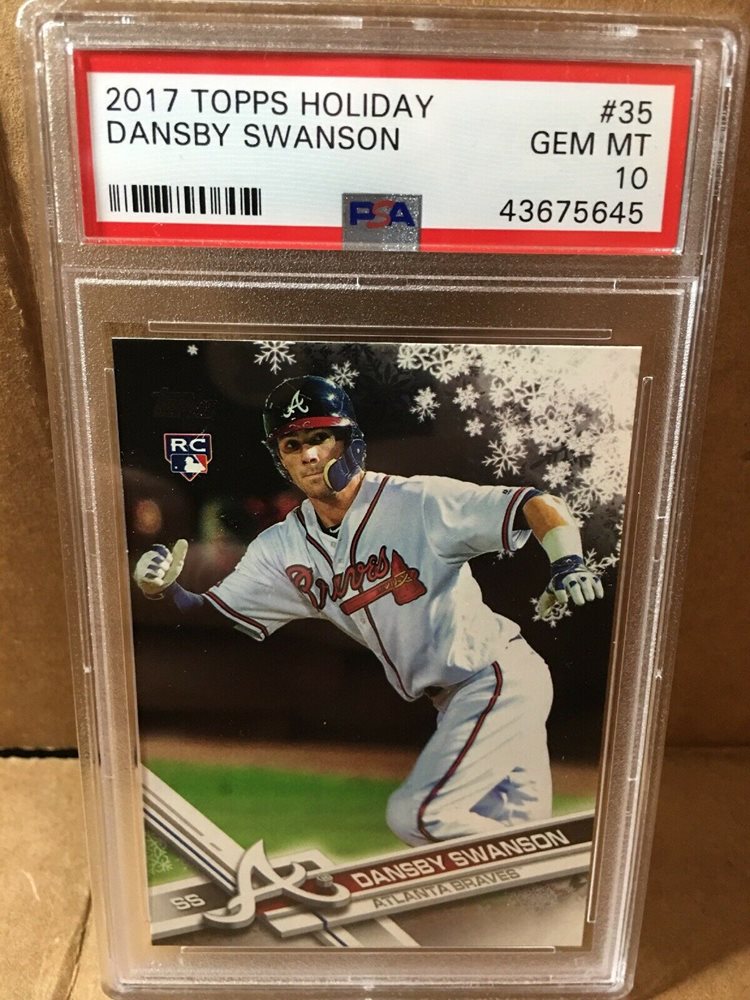 2017 TOPPS HOLIDAY #35
DANSBY SWANSON GEM MT
10
PSA 43675645
RC
A
Braves
DANSBY SWANSON
SS A ATLANTA BRAVES